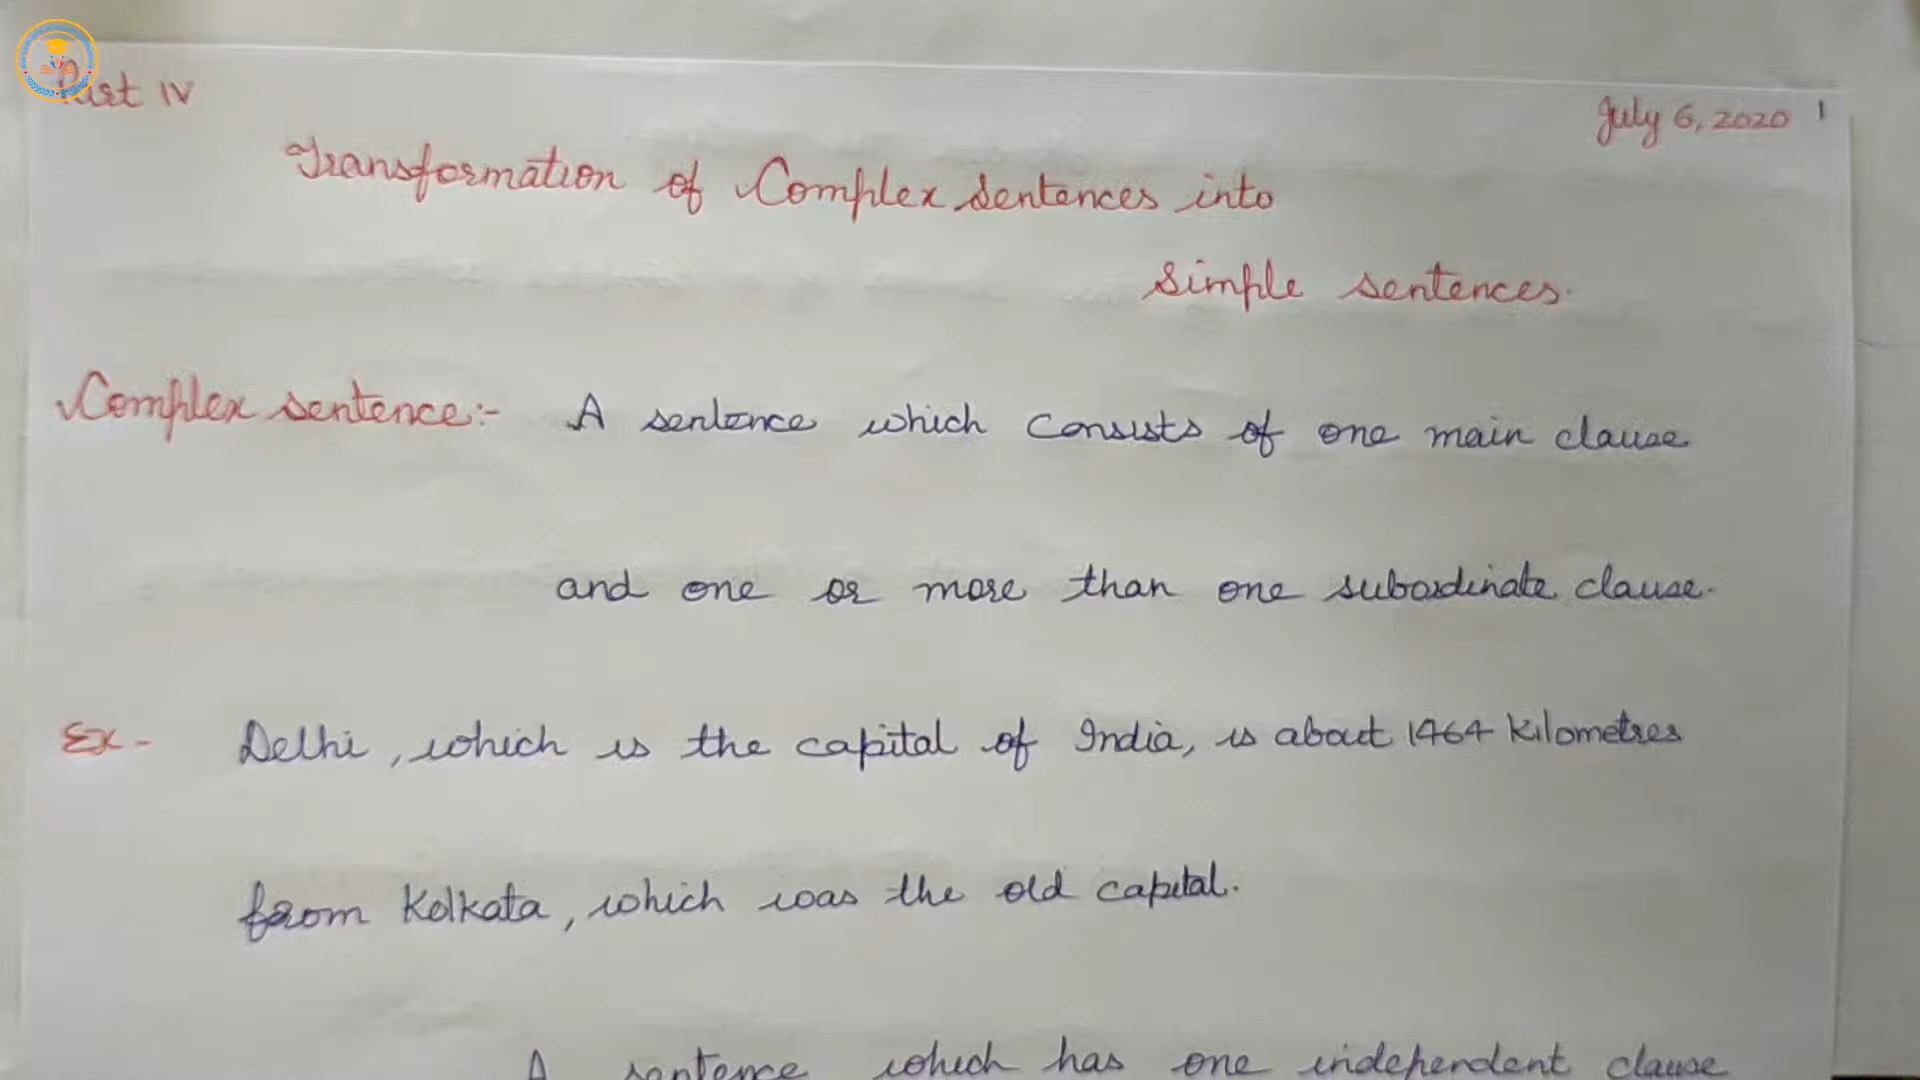 Part IV
July 6, 2020 1
Transformation of Complex sentences into
simple sentences.
Complex sentence:- A sentence which consists of one main clause
and one or more than one subordinate clause.
Ex- Delhi, which is the capital of India, is about 1464 kilometres
from Kolkata, which was the old capital.
A sentence which has one independent clause